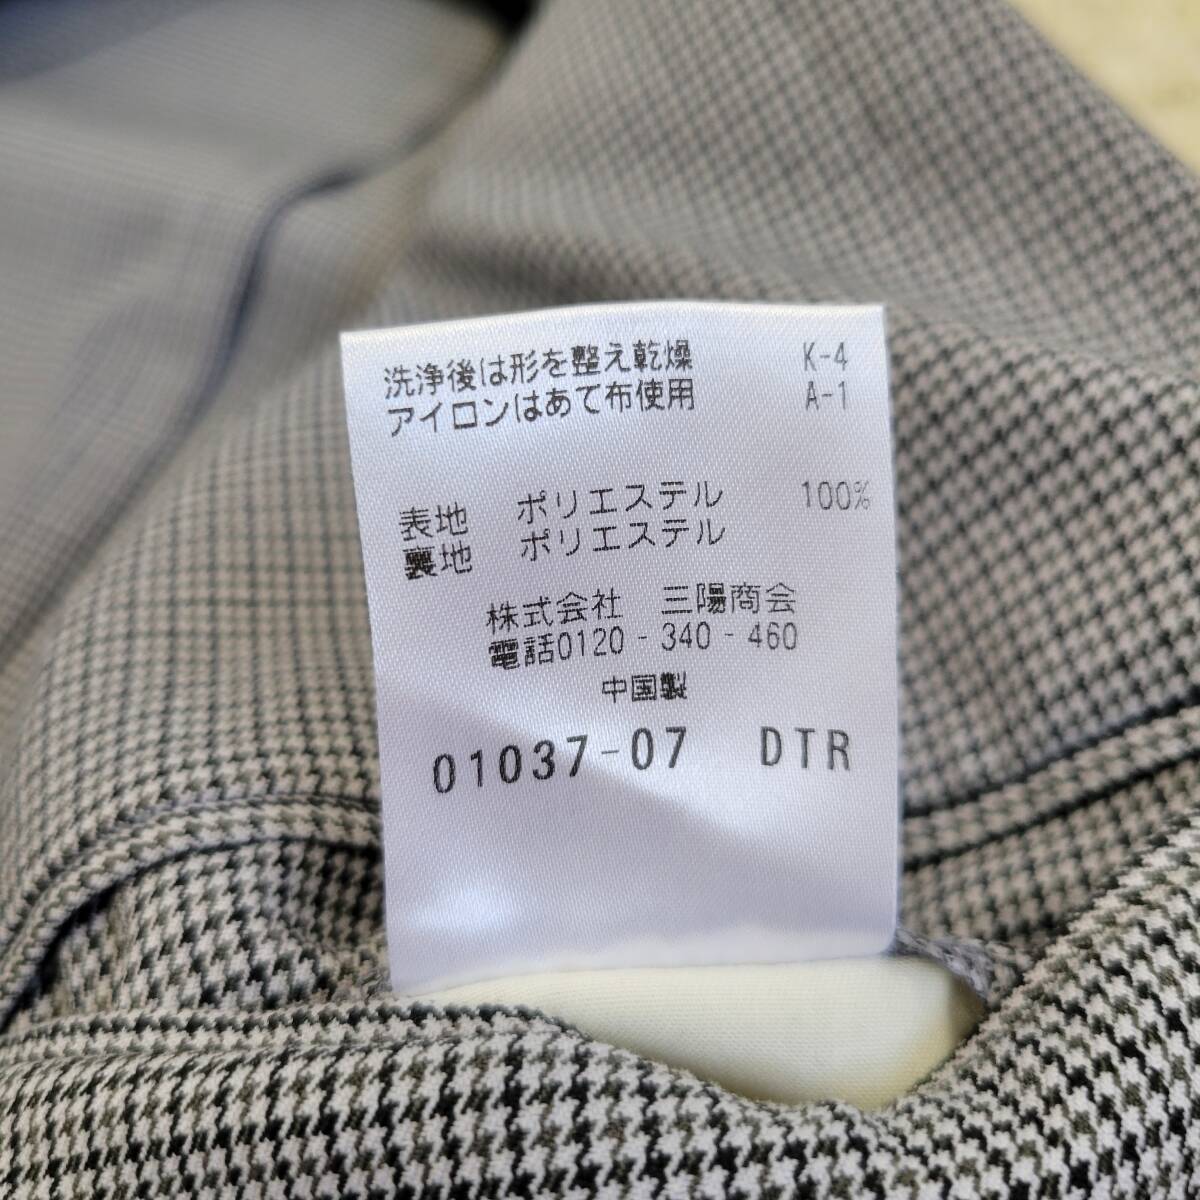 洗浄後は形を整え乾燥 K-4
アイロンはあて布使用 A-1
表地 ポリエステル 100%
裏地 ポリエステル
株式会社 三陽商会
電話0120-340-460
中国製
01037-07 DTR